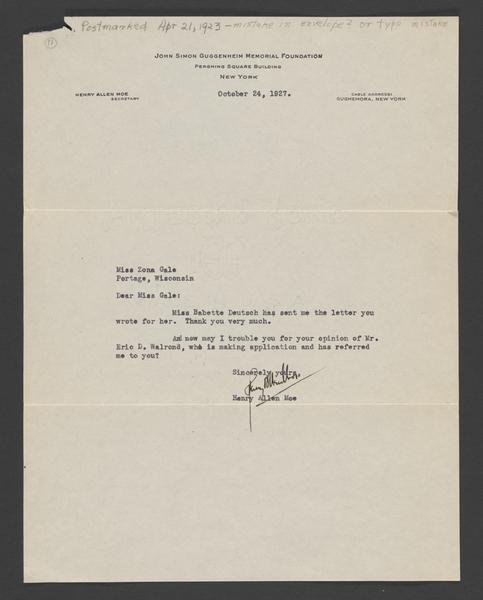 Postmarked Apr 21, 1923 - mistake in envelope? or type mistake
JOHN SIMON GUGGENHEIM MEMORIAL FOUNDATION
PERSHING SQUARE BUILDING
NEW YORK
HENRY ALLEN MOE
SECRETARY
October 24, 1927.
CABLE ADDRESS:
GUGHEMORA, NEW YORK
Miss Zona Gale
Portage, Wisconsin
Dear Miss Gale:
Miss Babette Deutsch has sent me the letter you
wrote for her. Thank you very much.
And now may I trouble you for your opinion of Mr.
Eric D. Walrond, who is making application and has referred
me to you?
Sincerely yours,
Henry Allen Moe